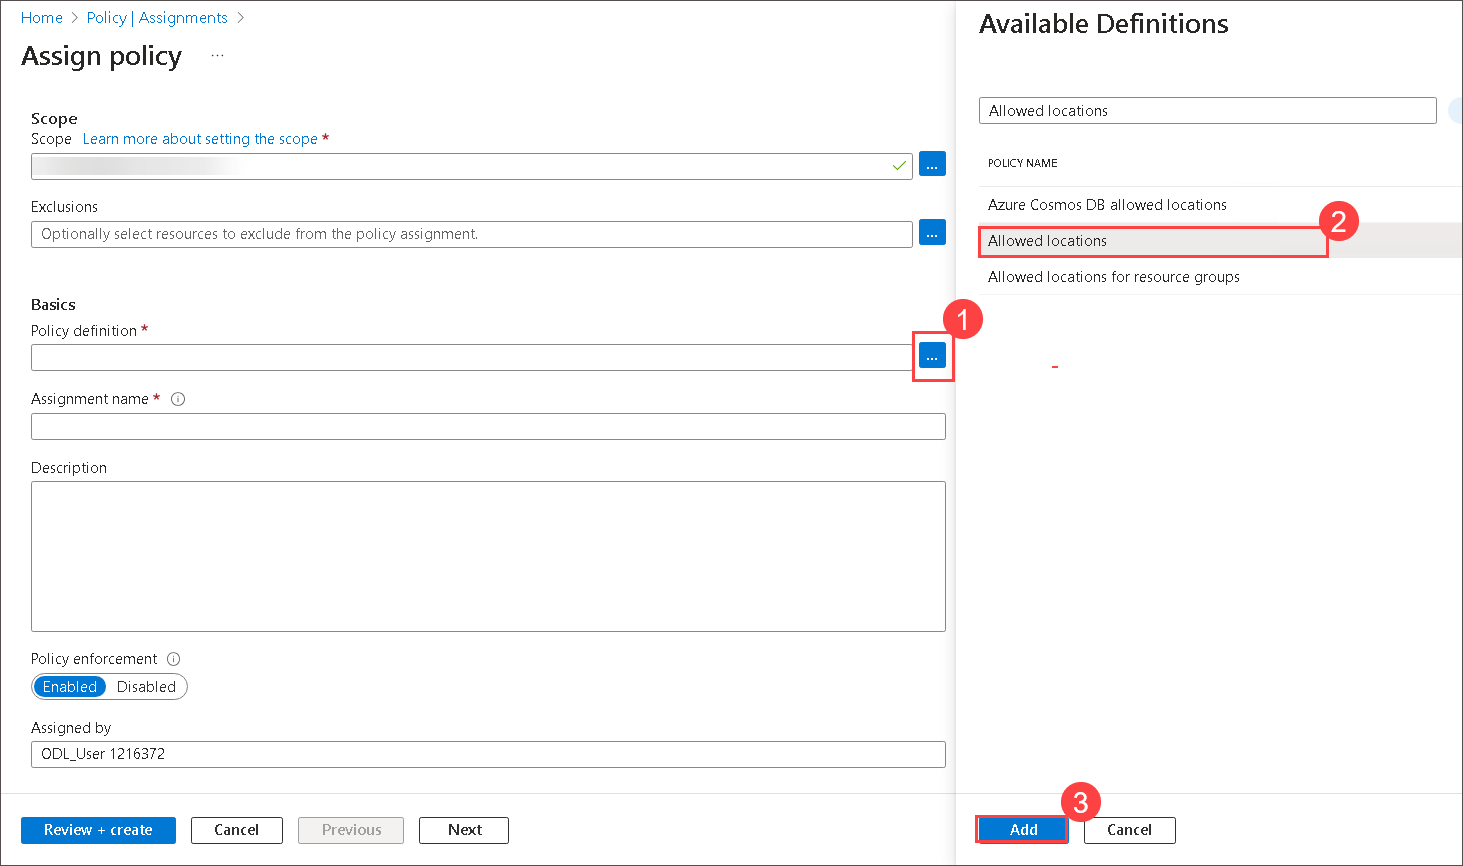 Home > Policy | Assignments >
Assign policy ...
Scope
Scope Learn more about setting the scope *
...
Exclusions
Optionally select resources to exclude from the policy assignment.
...
Basics
Policy definition *
...
1
Assignment name *
Description
Policy enforcement
Enabled Disabled
Assigned by
ODL_User 1216372
Review + create Cancel Previous Next
Available Definitions
Allowed locations
POLICY NAME
Azure Cosmos DB allowed locations
Allowed locations
2
Allowed locations for resource groups
3
Add Cancel